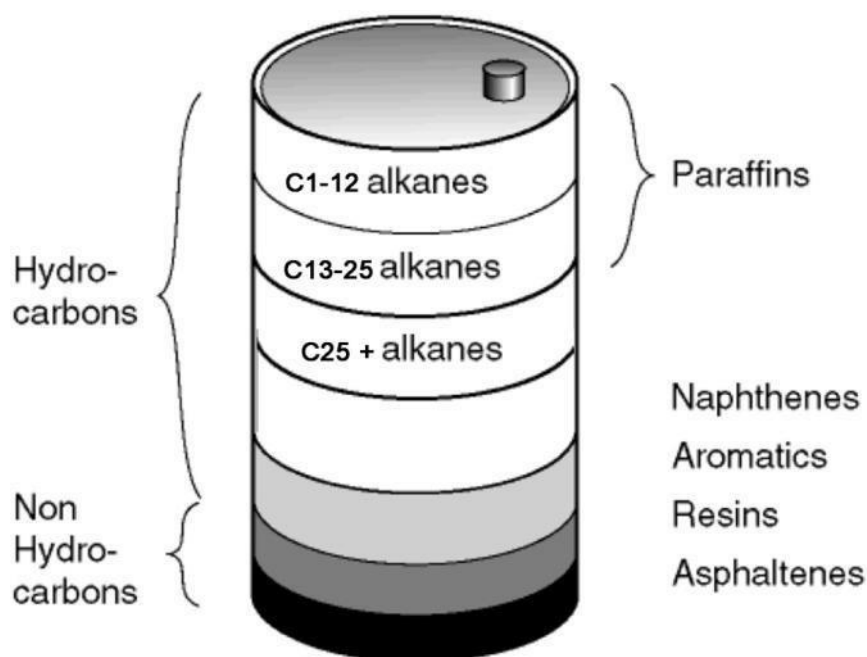 C1-12 alkanes
Paraffins
C13-25 alkanes
Hydro-
carbons
C25 + alkanes
Naphthenes
Aromatics
Non
Hydro-
carbons
Resins
Asphaltenes